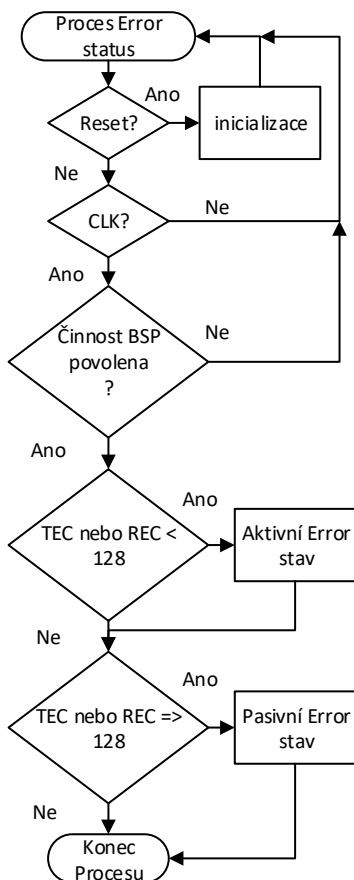 Proces Error
status
Ano
Reset?
inicializace
Ne
CLK?
Ne
Ano
Činnost BSP
povolena
?
Ne
Ano
Ano
TEC nebo REC <
128
Aktivní Error
stav
Ne
Ano
TEC nebo REC =>
128
Pasivní Error
stav
Ne
Konec
Procesu